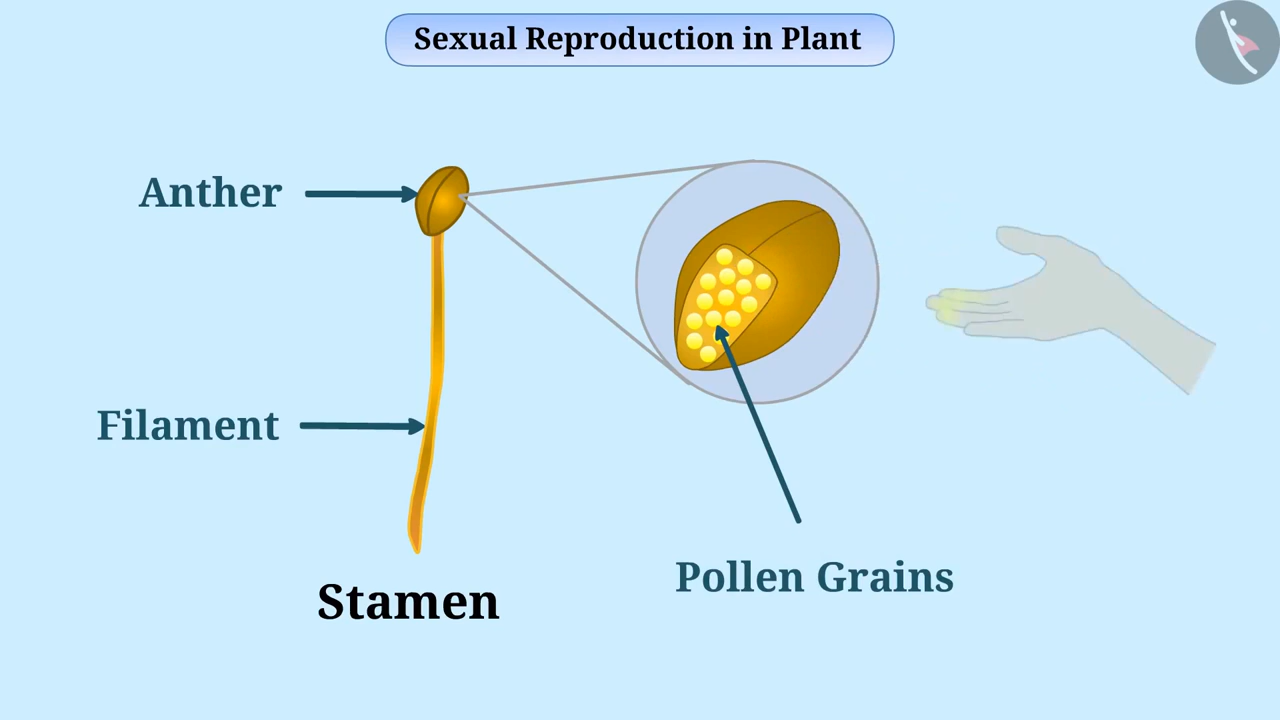 Sexual Reproduction in Plant
Anther
Filament
Pollen Grains
Stamen